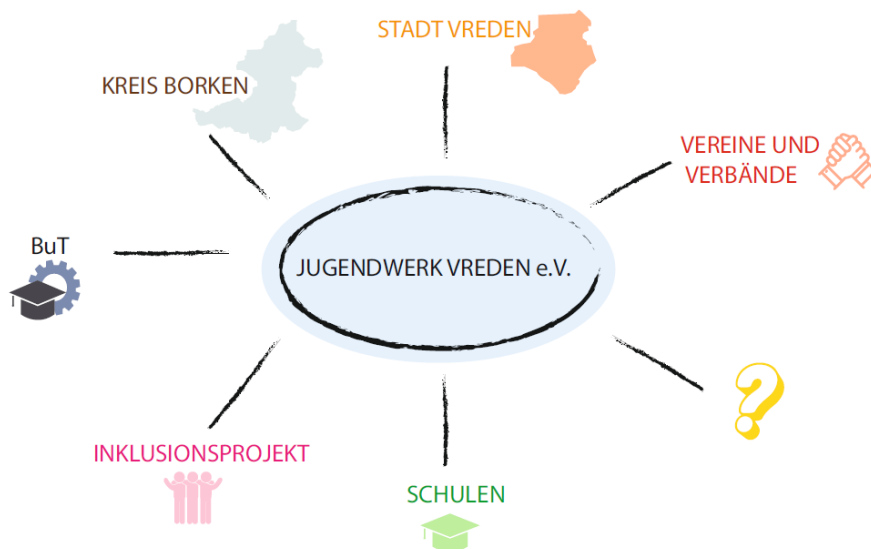 STADT VREDEN
KREIS BORKEN
VEREINE UND
VERBÄNDE
BuT
JUGENDWERK VREDEN e.V.
?
INKLUSIONSPROJEKT
SCHULEN